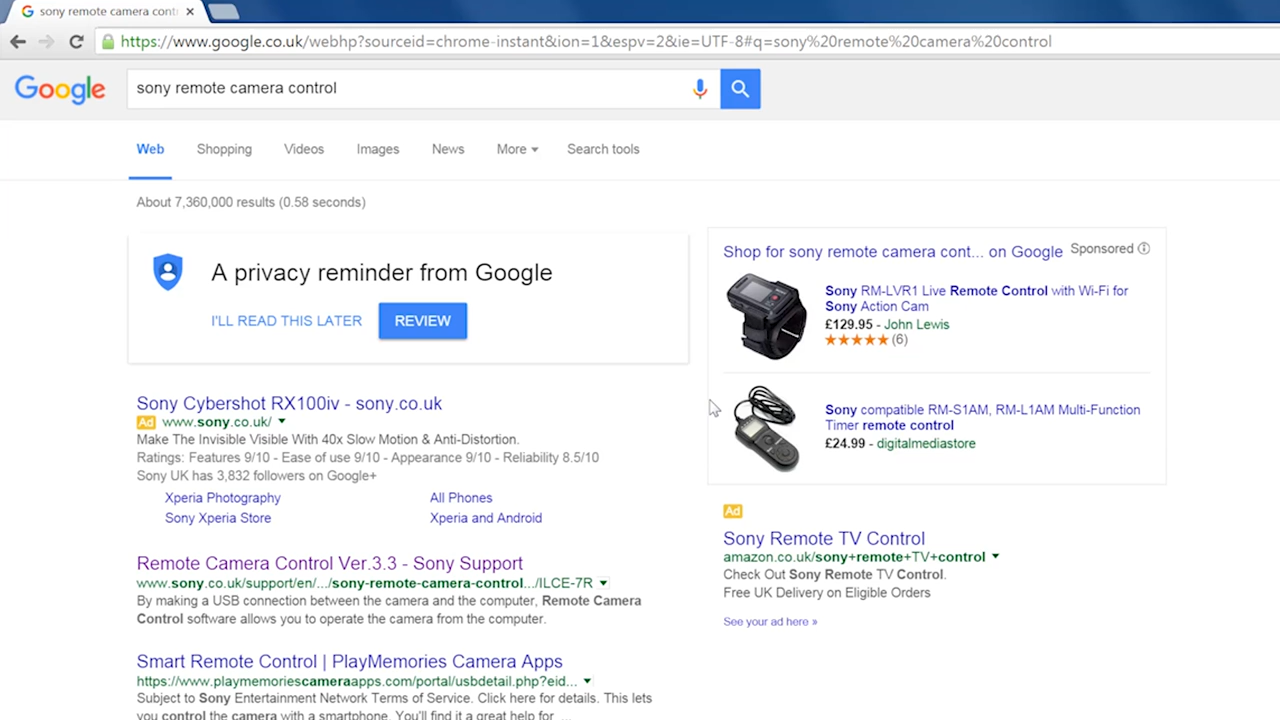 sony remote camera contr
https://www.google.co.uk/webhp?sourceid=chrome-instant&ion=1&espv=2&ie=UTF-8#q=sony%20remote%20camera%20control
Google
sony remote camera control
Web Shopping Videos Images News More Search tools
About 7,360,000 results (0.58 seconds)
A privacy reminder from Google
I'LL READ THIS LATER REVIEW
Sony Cybershot RX100iv - sony.co.uk
Ad www.sony.co.uk/
Make The Invisible Visible With 40x Slow Motion & Anti-Distortion.
Ratings: Features 9/10 - Ease of use 9/10 - Appearance 9/10 - Reliability 8.5/10
Sony UK has 3,832 followers on Google+
Xperia Photography All Phones
Sony Xperia Store Xperia and Android
Remote Camera Control Ver.3.3 - Sony Support
www.sony.co.uk/support/en/.../sony-remote-camera-control.../ILCE-7R
By making a USB connection between the camera and the computer, Remote Camera
Control software allows you to operate the camera from the computer.
Smart Remote Control | PlayMemories Camera Apps
https://www.playmemoriescameraapps.com/portal/usbdetail.php?eid...
Subject to Sony Entertainment Network Terms of Service. Click here for details. This lets
you control the camera with a smartphone. You'll find it a great help for ...
Shop for sony remote camera cont... on Google Sponsored
Sony RM-LVR1 Live Remote Control with Wi-Fi for
Sony Action Cam
£129.95 - John Lewis
(6)
Sony compatible RM-S1AM, RM-L1AM Multi-Function
Timer remote control
£24.99 - digitalmediastore
Ad
Sony Remote TV Control
amazon.co.uk/sony+remote+TV+control
Check Out Sony Remote TV Control.
Free UK Delivery on Eligible Orders
See your ad here »